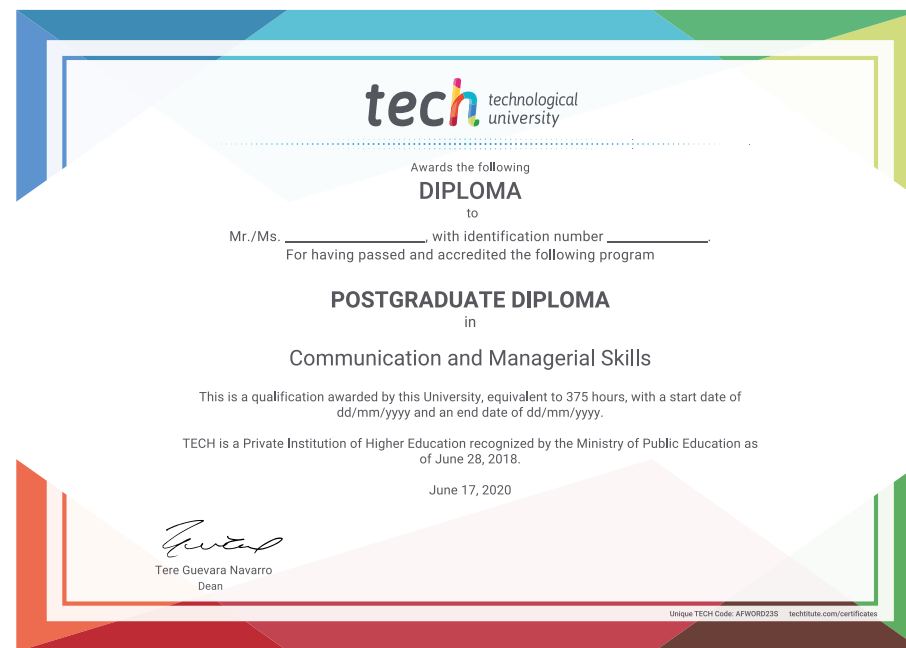 tech technological
university
Awards the following
DIPLOMA
to
Mr./Ms. ____________________, with identification number ______________.
For having passed and accredited the following program
POSTGRADUATE DIPLOMA
in
Communication and Managerial Skills
This is a qualification awarded by this University, equivalent to 375 hours, with a start date of
dd/mm/yyyy and an end date of dd/mm/yyyy.
TECH is a Private Institution of Higher Education recognized by the Ministry of Public Education as
of June 28, 2018.
June 17, 2020
Tere Guevara Navarro
Dean
Unique TECH Code: AFWORD23S techtitute.com/certificates